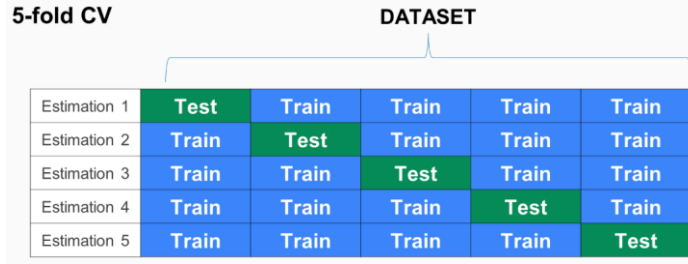 5-fold CV DATASET
Estimation 1 Test Train Train Train Train
Estimation 2 Train Test Train Train Train
Estimation 3 Train Train Test Train Train
Estimation 4 Train Train Train Test Train
Estimation 5 Train Train Train Train Test